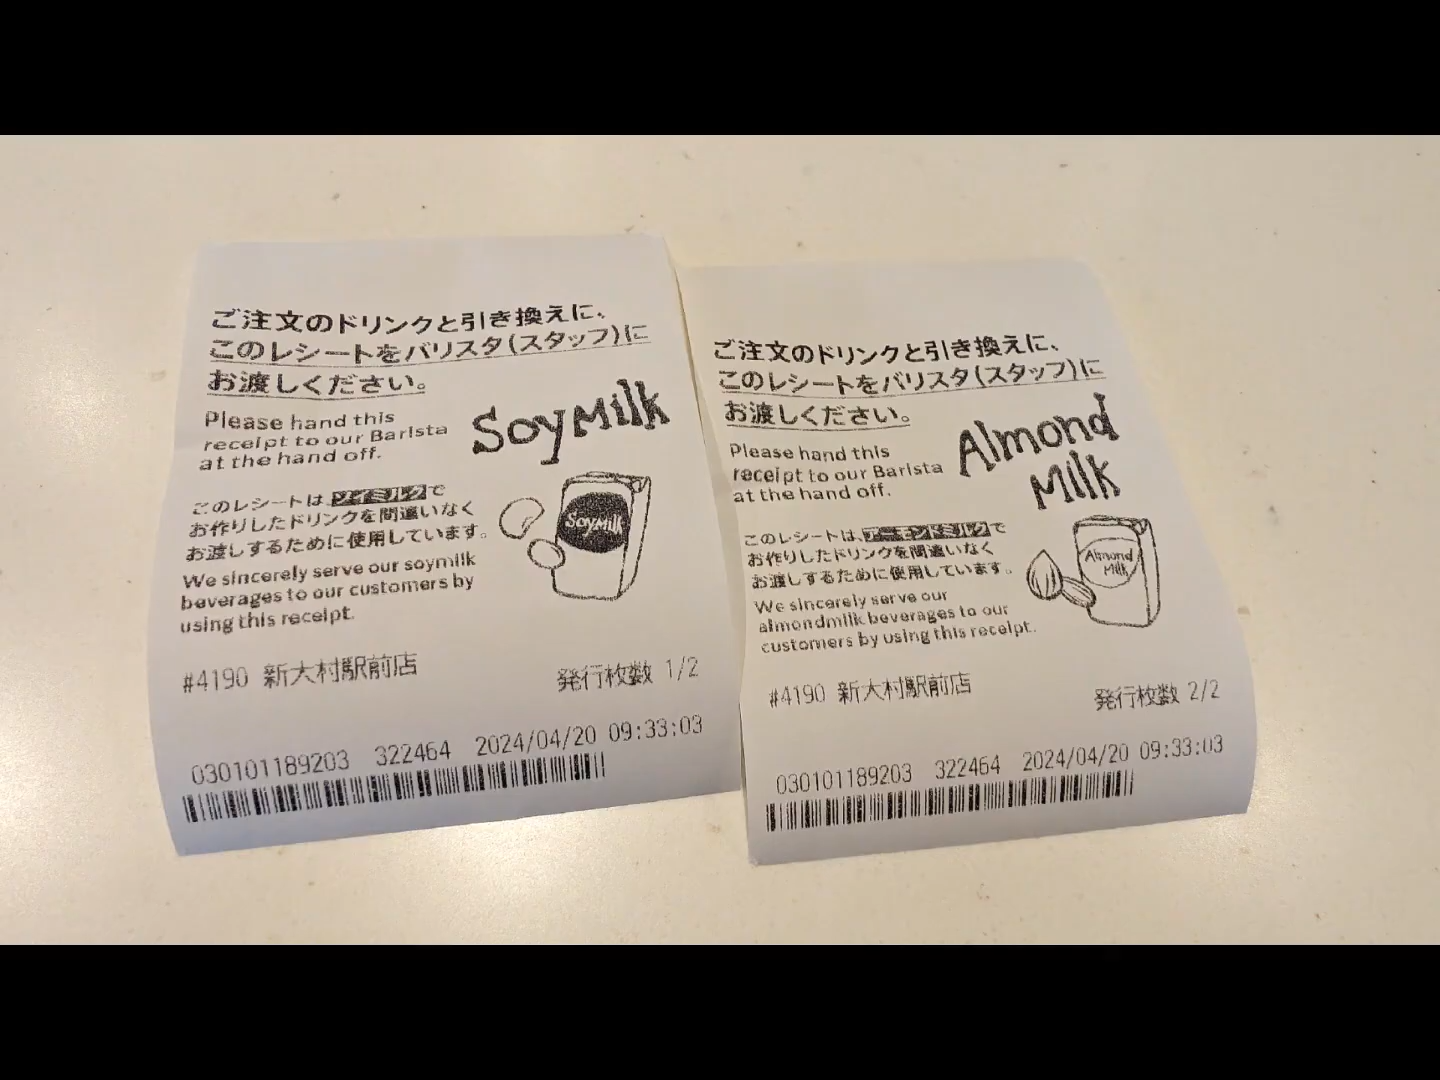 ご注文のドリンクと引き換えに、
このレシートをバリスタ(スタッフ)に
お渡しください。
Please hand this
receipt to our Barista
at the hand off.
Soy Milk
このレシートは ソイミルクで
お作りしたドリンクを間違いなく
お渡しするために使用しています。
Soy Milk
We sincerely serve our soymilk
beverages to our customers by
using this receipt.
#4190 新大村駅前店
発行枚数 1/2
030101189203 322464 2024/04/20 09:33:03
ご注文のドリンクと引き換えに、
このレシートをバリスタ(スタッフ)に
お渡しください。
Please hand this
receipt to our Barista
at the hand off.
Almond
Milk
このレシートは、アーモンドミルクで
お作りしたドリンクを間違いなく
お渡しするために使用しています。
Almond
Milk
We sincerely serve our
almondmilk beverages to our
customers by using this receipt.
#4190 新大村駅前店
発行枚数 2/2
030101189203 322464 2024/04/20 09:33:03